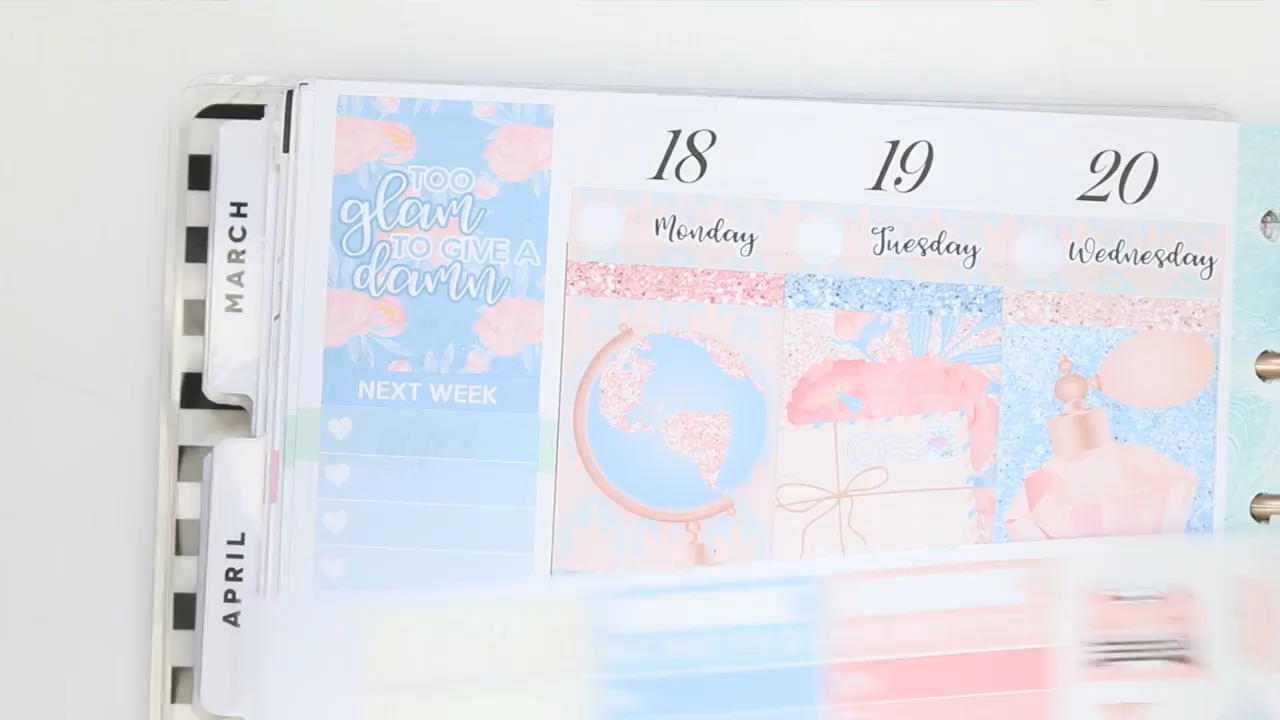 MARCH
APRIL
TOO
glam
TO GIVE A
damn
NEXT WEEK
18
19
20
Monday
Tuesday
Wednesday